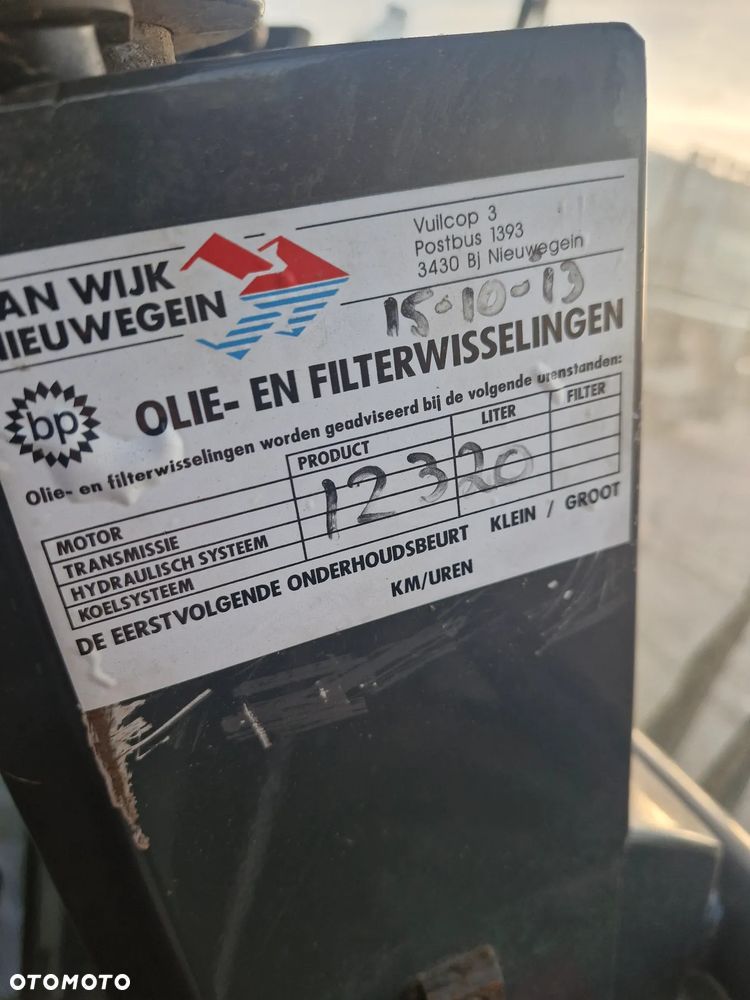 AN WIJK
NIEUWEGEIN
Vuilcop 3
Postbus 1393
3430 Bj Nieuwegein
15-10-13
bp
OLIE- EN FILTERWISSELINGEN
Olie- en filterwisselingen worden geadviseerd bij de volgende urenstanden:
PRODUCT LITER FILTER
MOTOR
TRANSMISSIE
HYDRAULISCH SYSTEEM
KOELSYSTEEM
12320
DE EERSTVOLGENDE ONDERHOUDSBEURT KLEIN / GROOT
KM/UREN
OTOMOTO